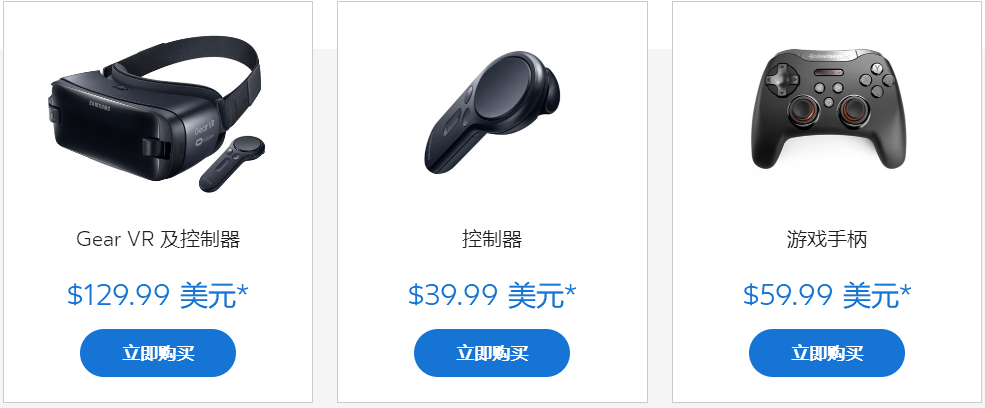 SAMSUNG
Gear VR
Gear VR 及控制器
$129.99 美元*
立即购买
控制器
$39.99 美元*
立即购买
游戏手柄
$59.99 美元*
立即购买